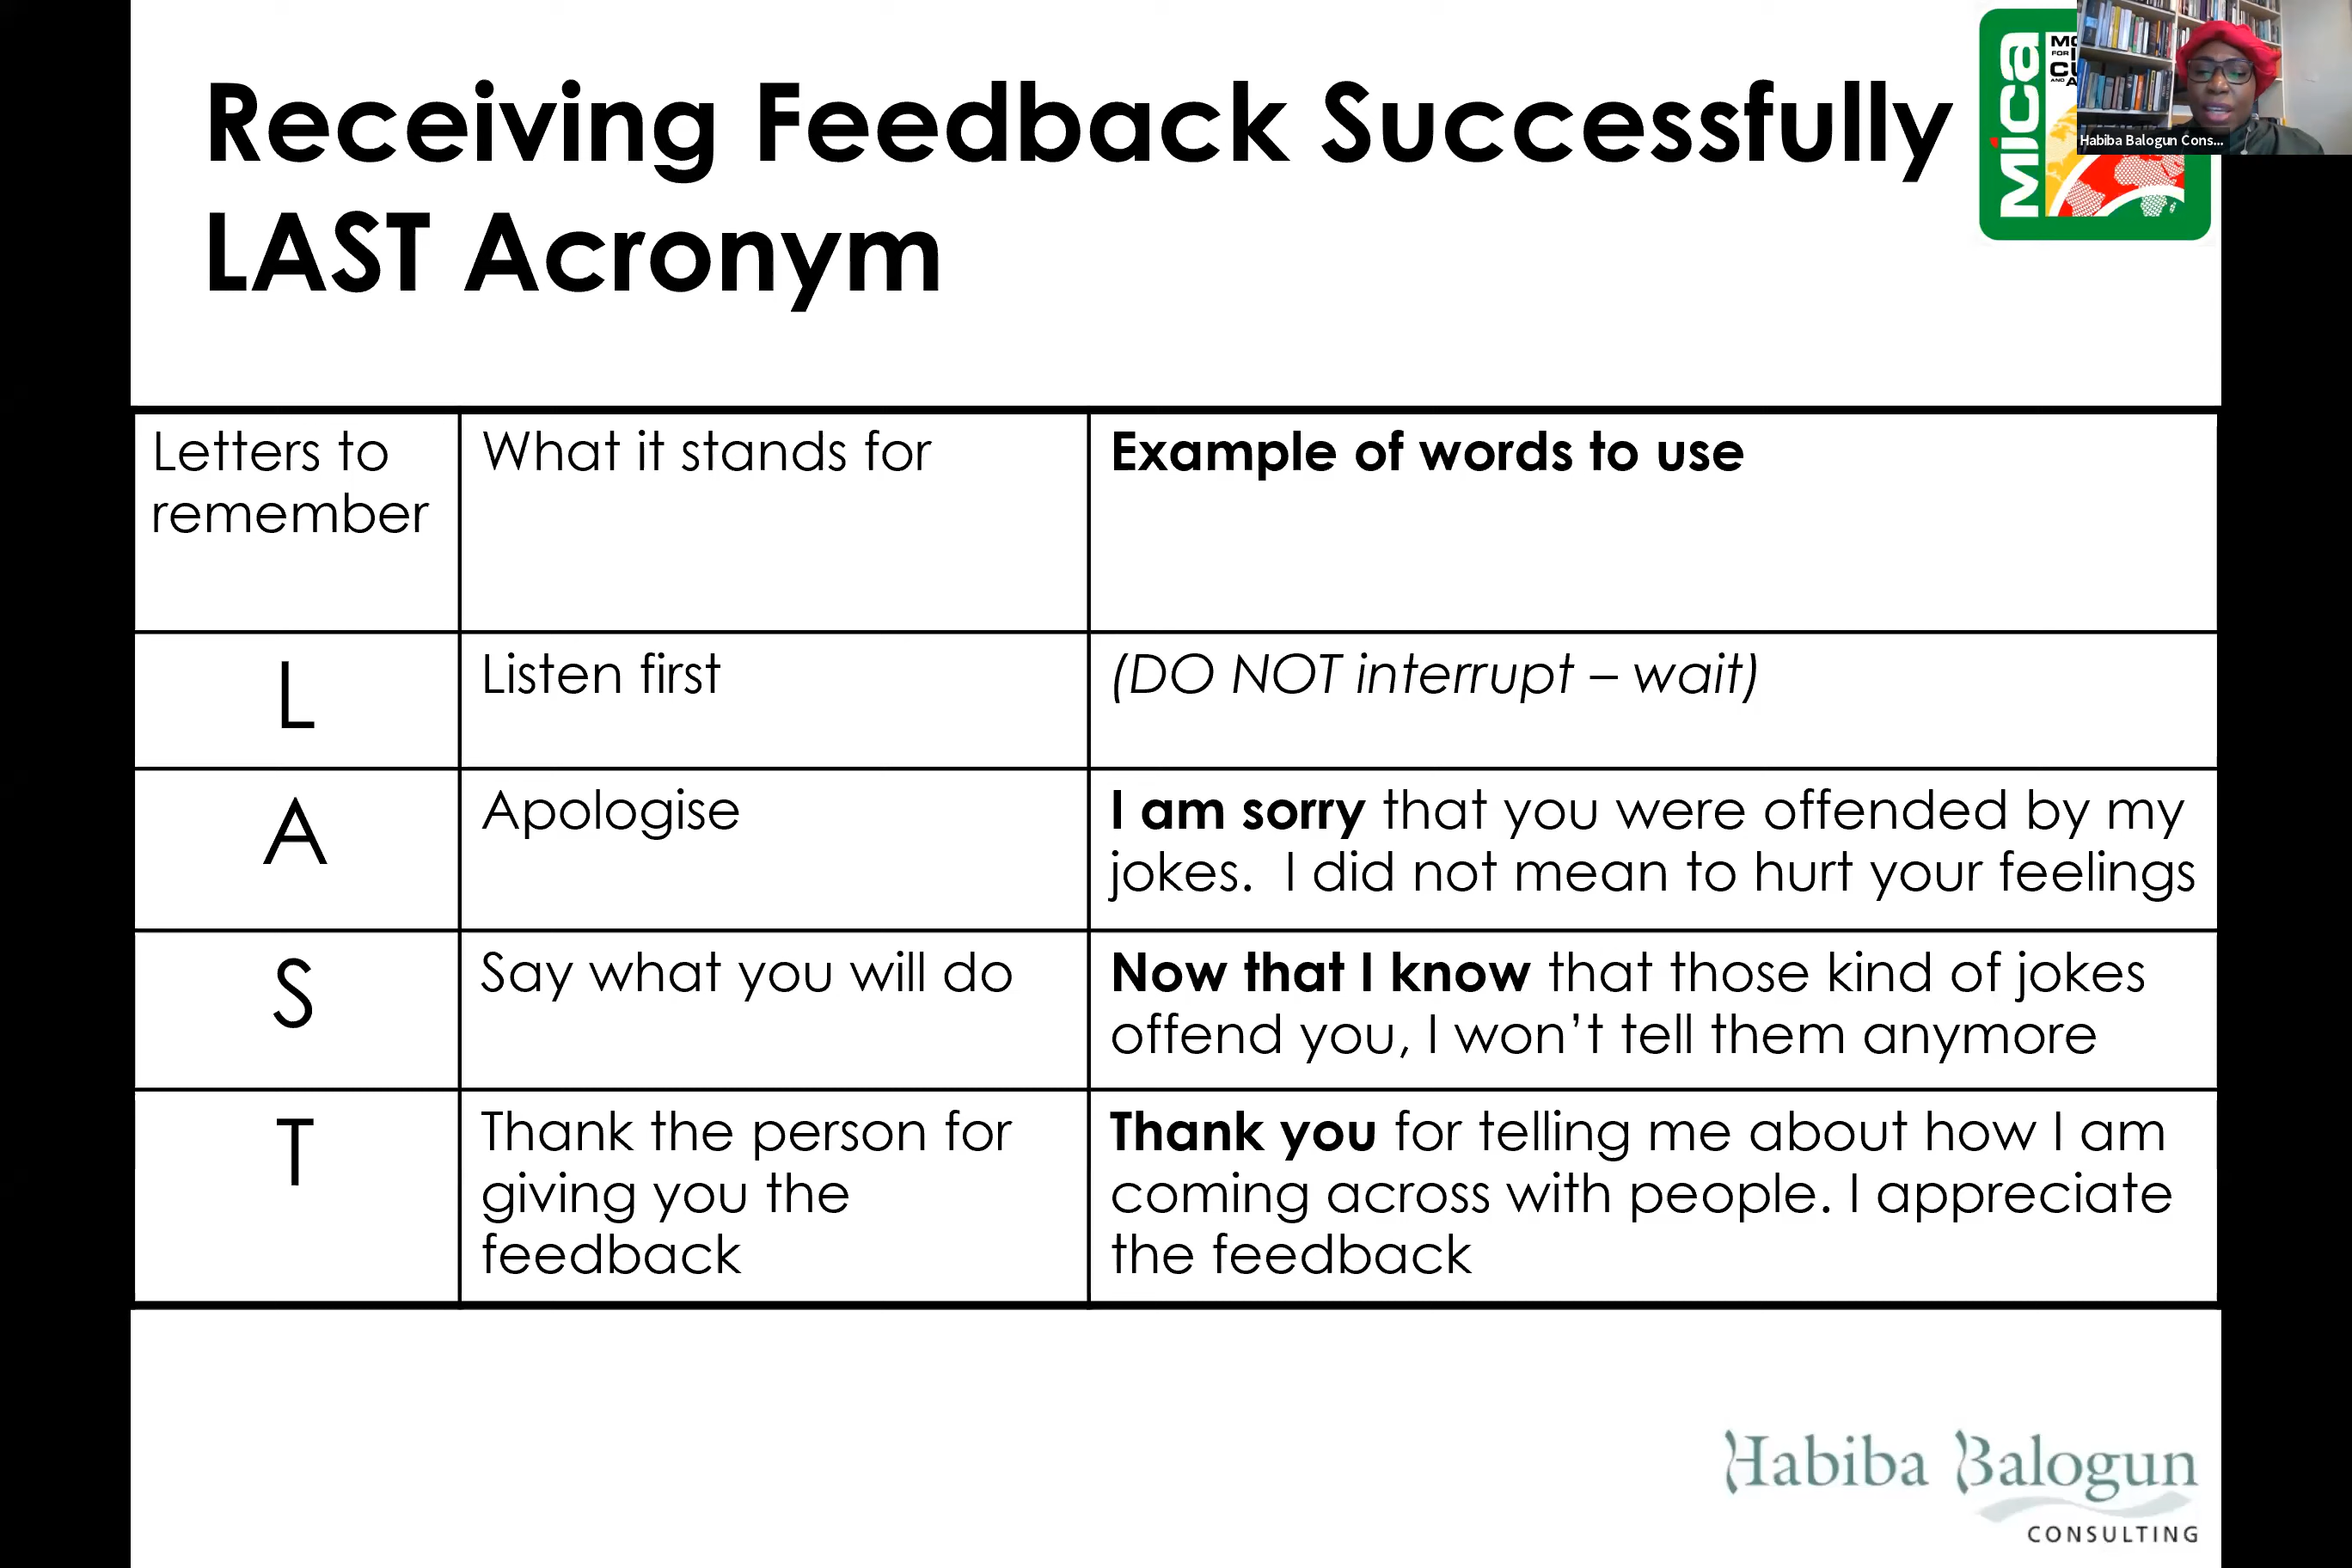 Receiving Feedback Successfully
LAST Acronym
Mica
FOR
AND
Habiba Balogun Cons...
Letters to
remember
What it stands for
Example of words to use
L
Listen first
(DO NOT interrupt – wait)
A
Apologise
I am sorry that you were offended by my
jokes.  I did not mean to hurt your feelings
S
Say what you will do
Now that I know that those kind of jokes
offend you, I won’t tell them anymore
T
Thank the person for
giving you the
feedback
Thank you for telling me about how I am
coming across with people. I appreciate
the feedback
Habiba Balogun
CONSULTING